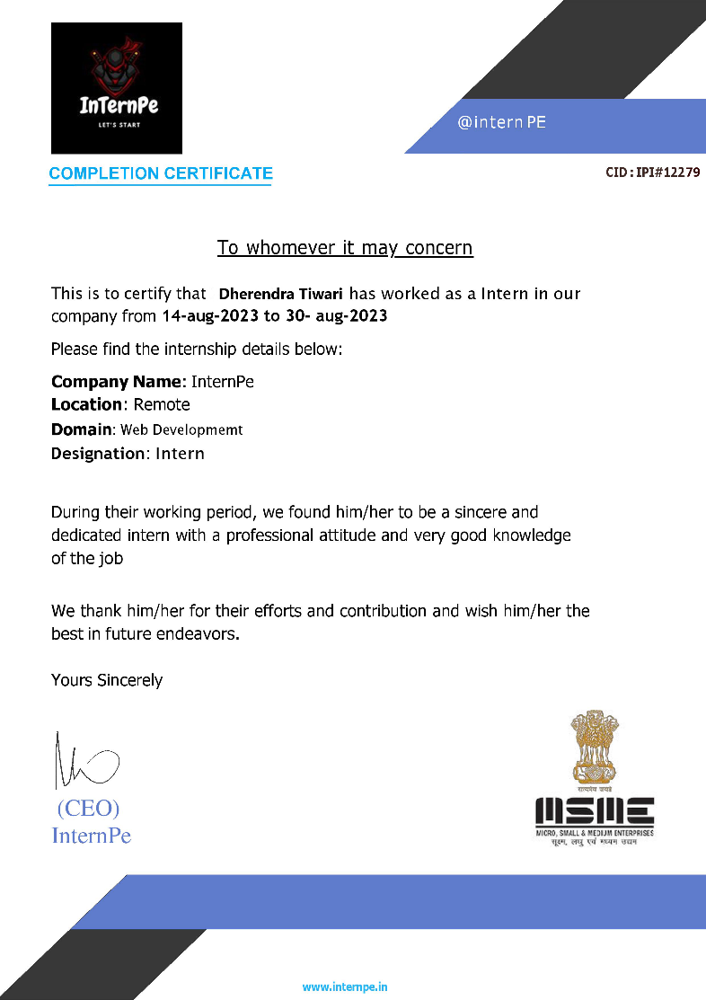 InTernPe
LET'S START
@intern PE
COMPLETION CERTIFICATE
CID : IPI#12279
To whomever it may concern
This is to certify that Dherendra Tiwari has worked as a Intern in our
company from 14-aug-2023 to 30- aug-2023
Please find the internship details below:
Company Name: InternPe
Location: Remote
Domain: Web Developmemt
Designation: Intern
During their working period, we found him/her to be a sincere and
dedicated intern with a professional attitude and very good knowledge
of the job
We thank him/her for their efforts and contribution and wish him/her the
best in future endeavors.
Yours Sincerely
(CEO)
InternPe
सत्यमेव जयते
MSME
MICRO, SMALL & MEDIUM ENTERPRISES
सूक्ष्म, लघु एवं मध्यम उद्यम
www.internpe.in